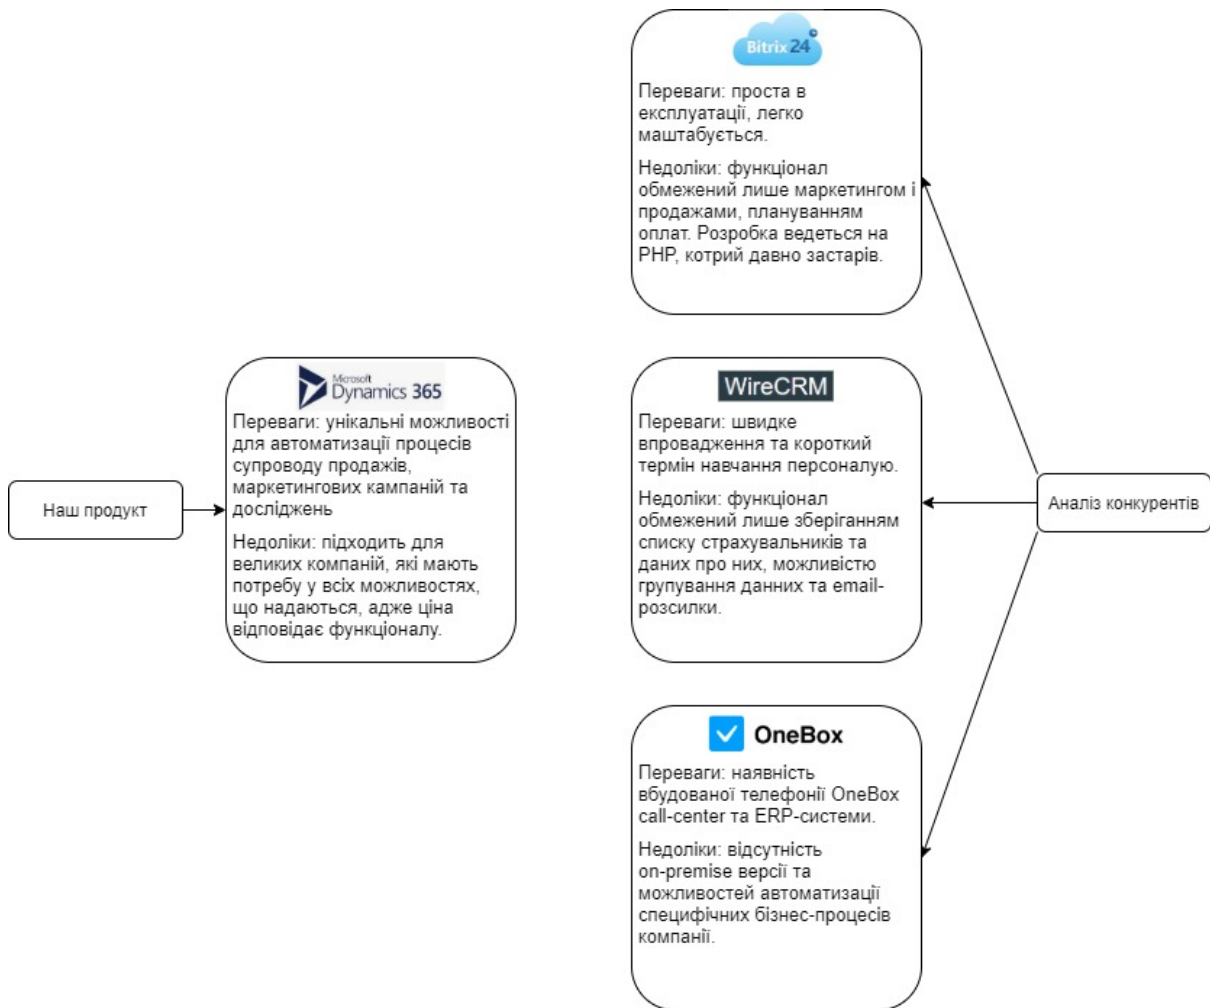 Bitrix 24
Переваги: проста в
експлуатації, легко
маштабується.
Недоліки: функціонал
обмежений лише маркетингом і
продажами, плануванням
оплат. Розробка ведеться на
PHP, котрий давно застарів.
Наш продукт
Microsoft
Dynamics 365
Переваги: унікальні можливості
для автоматизації процесів
супроводу продажів,
маркетингових кампаній та
досліджень
Недоліки: підходить для
великих компаній, які мають
потребу у всіх можливостях,
що надаються, адже ціна
відповідає функціоналу.
WireCRM
Переваги: швидке
впровадження та короткий
термін навчання персоналую.
Недоліки: функціонал
обмежений лише зберіганням
списку страхувальників та
даних про них, можливістю
групування данних та email-
розсилки.
Аналіз конкурентів
OneBox
Переваги: наявність
вбудованої телефонії OneBox
call-center та ERP-системи.
Недоліки: відсутність
on-premise версії та
можливостей автоматизації
специфічних бізнес-процесів
компанії.